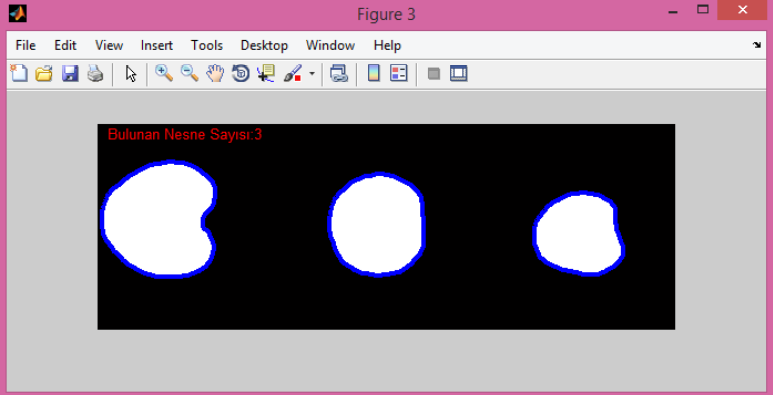 Figure 3
File Edit View Insert Tools Desktop Window Help
Bulunan Nesne Sayısı:3